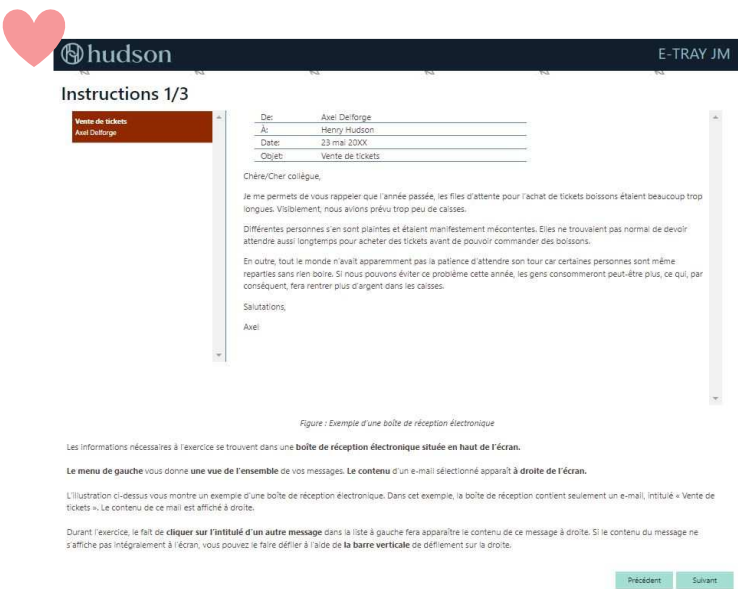 hudson
E-TRAY JM
Instructions 1/3
Vente de tickets
Axel Delforge
De: Axel Delforge
À: Henry Hudson
Date: 23 mai 20XX
Objet: Vente de tickets
Chère/Cher collègue,
Je me permets de vous rappeler que l'année passée, les files d'attente pour l'achat de tickets boissons étaient beaucoup trop
longues. Visiblement, nous avions prévu trop peu de caisses.
Différentes personnes s'en sont plaintes et étaient manifestement mécontentes. Elles ne trouvaient pas normal de devoir
attendre aussi longtemps pour acheter des tickets avant de pouvoir commander des boissons.
En outre, tout le monde n'avait apparemment pas la patience d'attendre son tour car certaines personnes sont même
reparties sans rien boire. Si nous pouvons éviter ce problème cette année, les gens consommeront peut-être plus, ce qui, par
conséquent, fera rentrer plus d'argent dans les caisses.
Salutations,
Axel
Figure : Exemple d'une boîte de réception électronique
Les informations nécessaires à l'exercice se trouvent dans une boîte de réception électronique située en haut de l'écran.
Le menu de gauche vous donne une vue de l'ensemble de vos messages. Le contenu d'un e-mail sélectionné apparaît à droite de l'écran.
L'illustration ci-dessus vous montre un exemple d'une boîte de réception électronique. Dans cet exemple, la boîte de réception contient seulement un e-mail, intitulé « Vente de
tickets ». Le contenu de ce mail est affiché à droite.
Durant l'exercice, le fait de cliquer sur l'intitulé d'un autre message dans la liste à gauche fera apparaître le contenu de ce message à droite. Si le contenu du message ne
s'affiche pas intégralement à l'écran, vous pouvez le faire défiler à l'aide de la barre verticale de défilement sur la droite.
Précédent Suivant